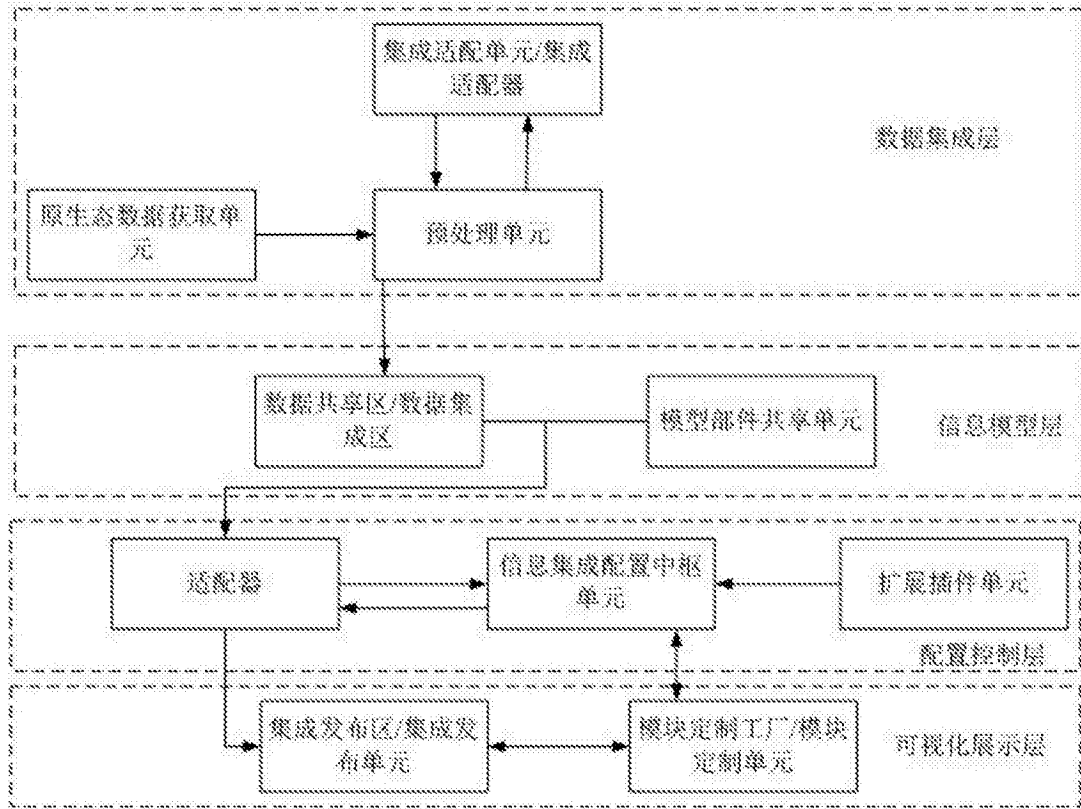 集成适配单元/集成
适配器
数据集成层
原生态数据获取单
元
预处理单元
数据共享区/数据集
成区
模型部件共享单元
信息模型层
适配器
信息集成配置中枢
单元
扩展插件单元
配置控制层
集成发布区/集成发
布单元
模块定制工厂/模块
定制单元
可视化展示层